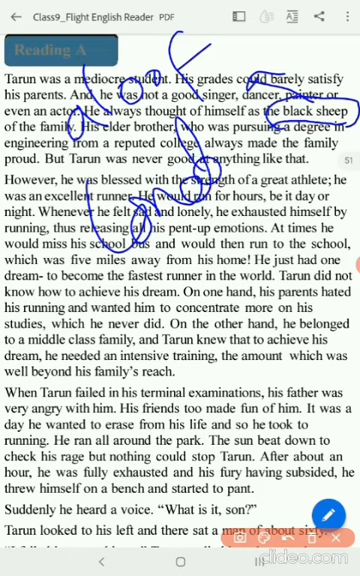 Class9_Flight English Reader | PDF
Reading A
Tarun was a mediocre student. His grades could barely satisfy
his parents. And, he was not a good singer, dancer, painter or
even an actor. He always thought of himself as the black sheep
of the family. His elder brother, who was pursuing a degree in
engineering from a reputed college, always made the family
proud. But Tarun was never good at anything like that.
51
However, he was blessed with the strength of a great athlete; he
was an excellent runner. He would run for hours, be it day or
night. Whenever he felt sad and lonely, he exhausted himself by
running, thus releasing all his pent-up emotions. At times he
would miss his school bus and would then run to the school,
which was five miles away from his home! He just had one
dream- to become the fastest runner in the world. Tarun did not
know how to achieve his dream. On one hand, his parents hated
his running and wanted him to concentrate more on his
studies, which he never did. On the other hand, he belonged
to a middle class family, and Tarun knew that to achieve his
dream, he needed an intensive training, the amount which was
well beyond his family's reach.
When Tarun failed in his terminal examinations, his father was
very angry with him. His friends too made fun of him. It was a
day he wanted to erase from his life and so he took to
running. He ran all around the park. The sun beat down to
check his rage but nothing could stop Tarun. After about an
hour, he was fully exhausted and his fury having subsided, he
threw himself on a bench and started to pant.
Suddenly he heard a voice. "What is it, son?"
Tarun looked to his left and there sat a man of about sixty.
clideo.com